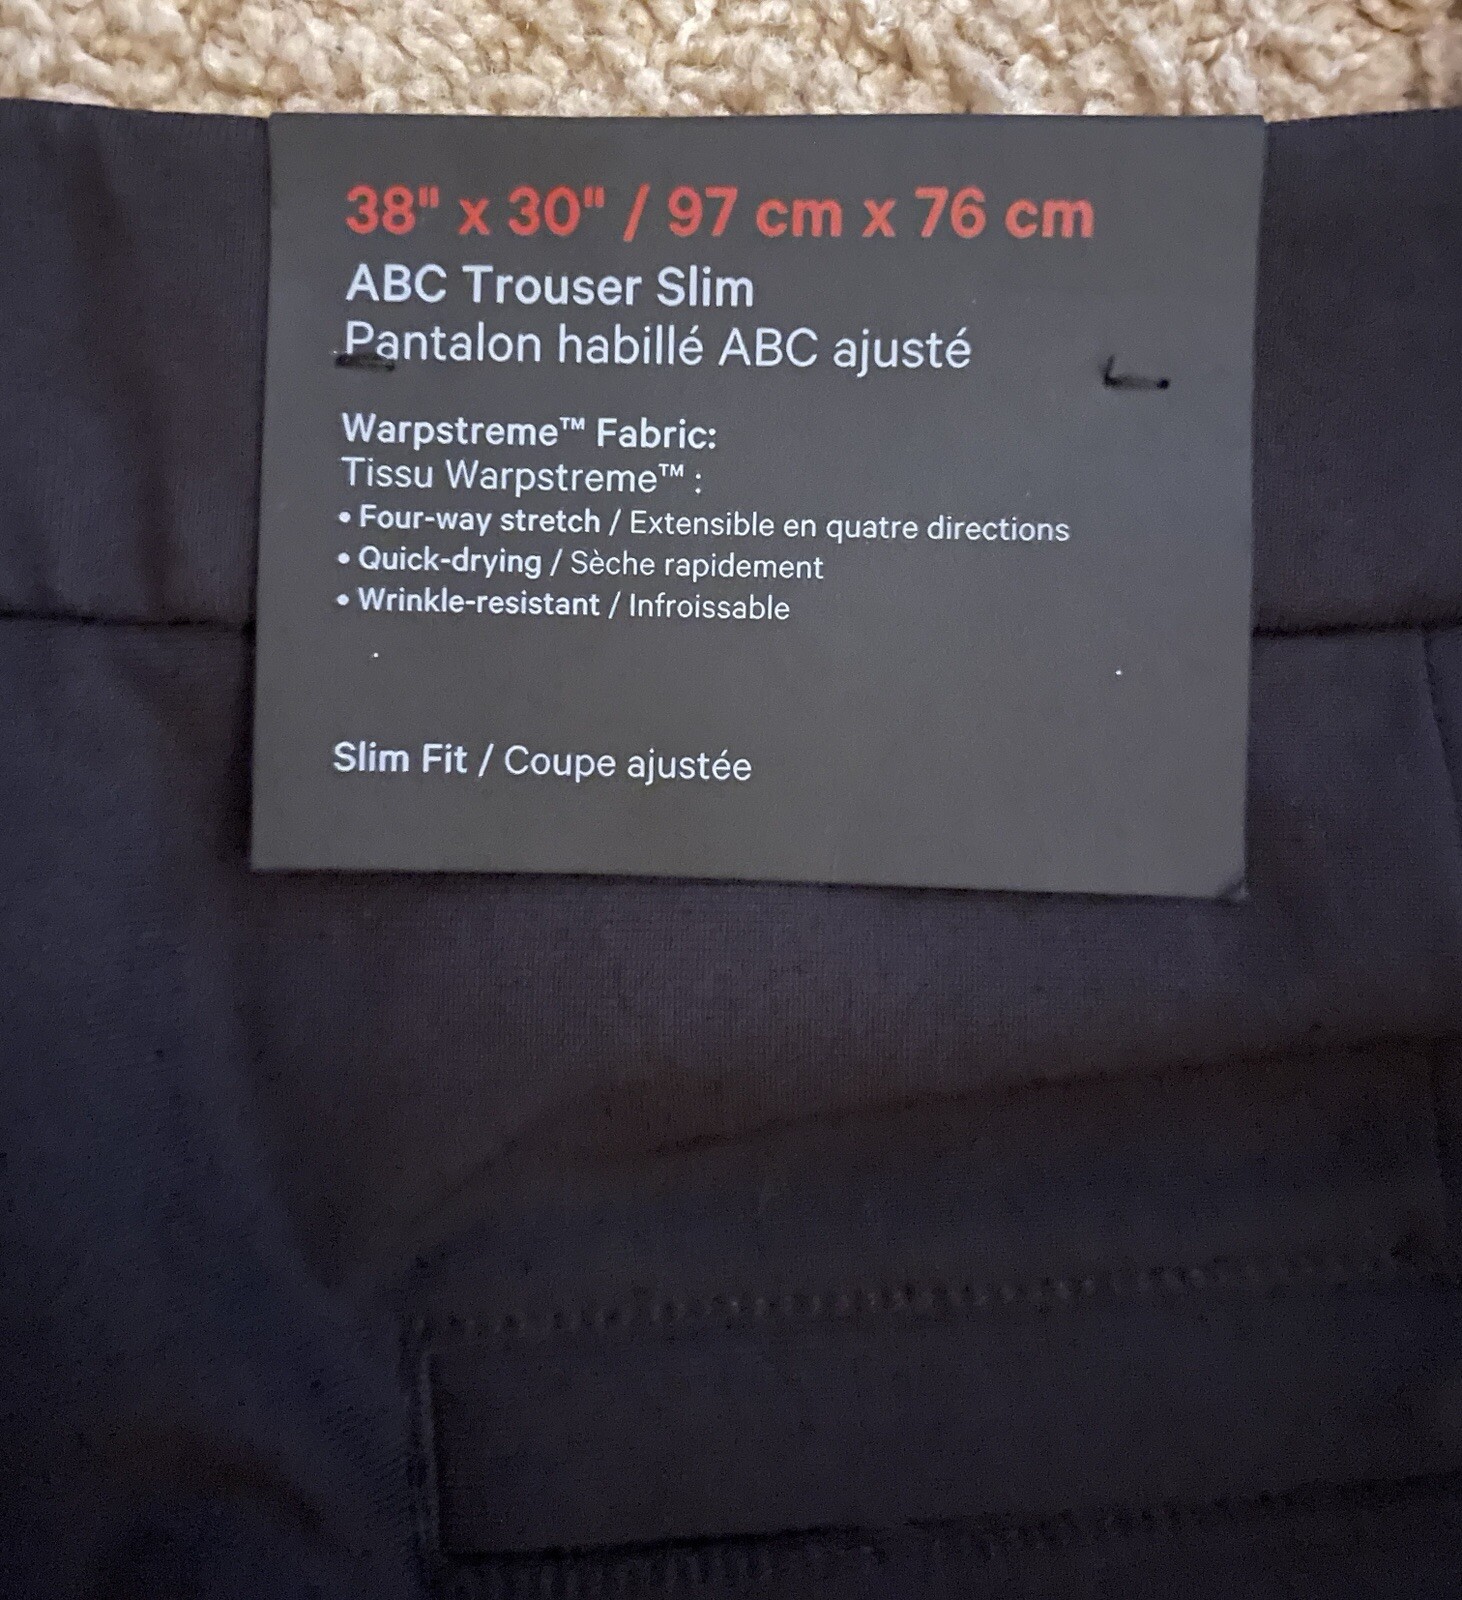 38" x 30" / 97 cm x 76 cm
ABC Trouser Slim
Pantalon habillé ABC ajusté
Warpstreme™ Fabric:
Tissu Warpstreme™ :
• Four-way stretch / Extensible en quatre directions
• Quick-drying / Sèche rapidement
• Wrinkle-resistant / Infroissable
Slim Fit / Coupe ajustée